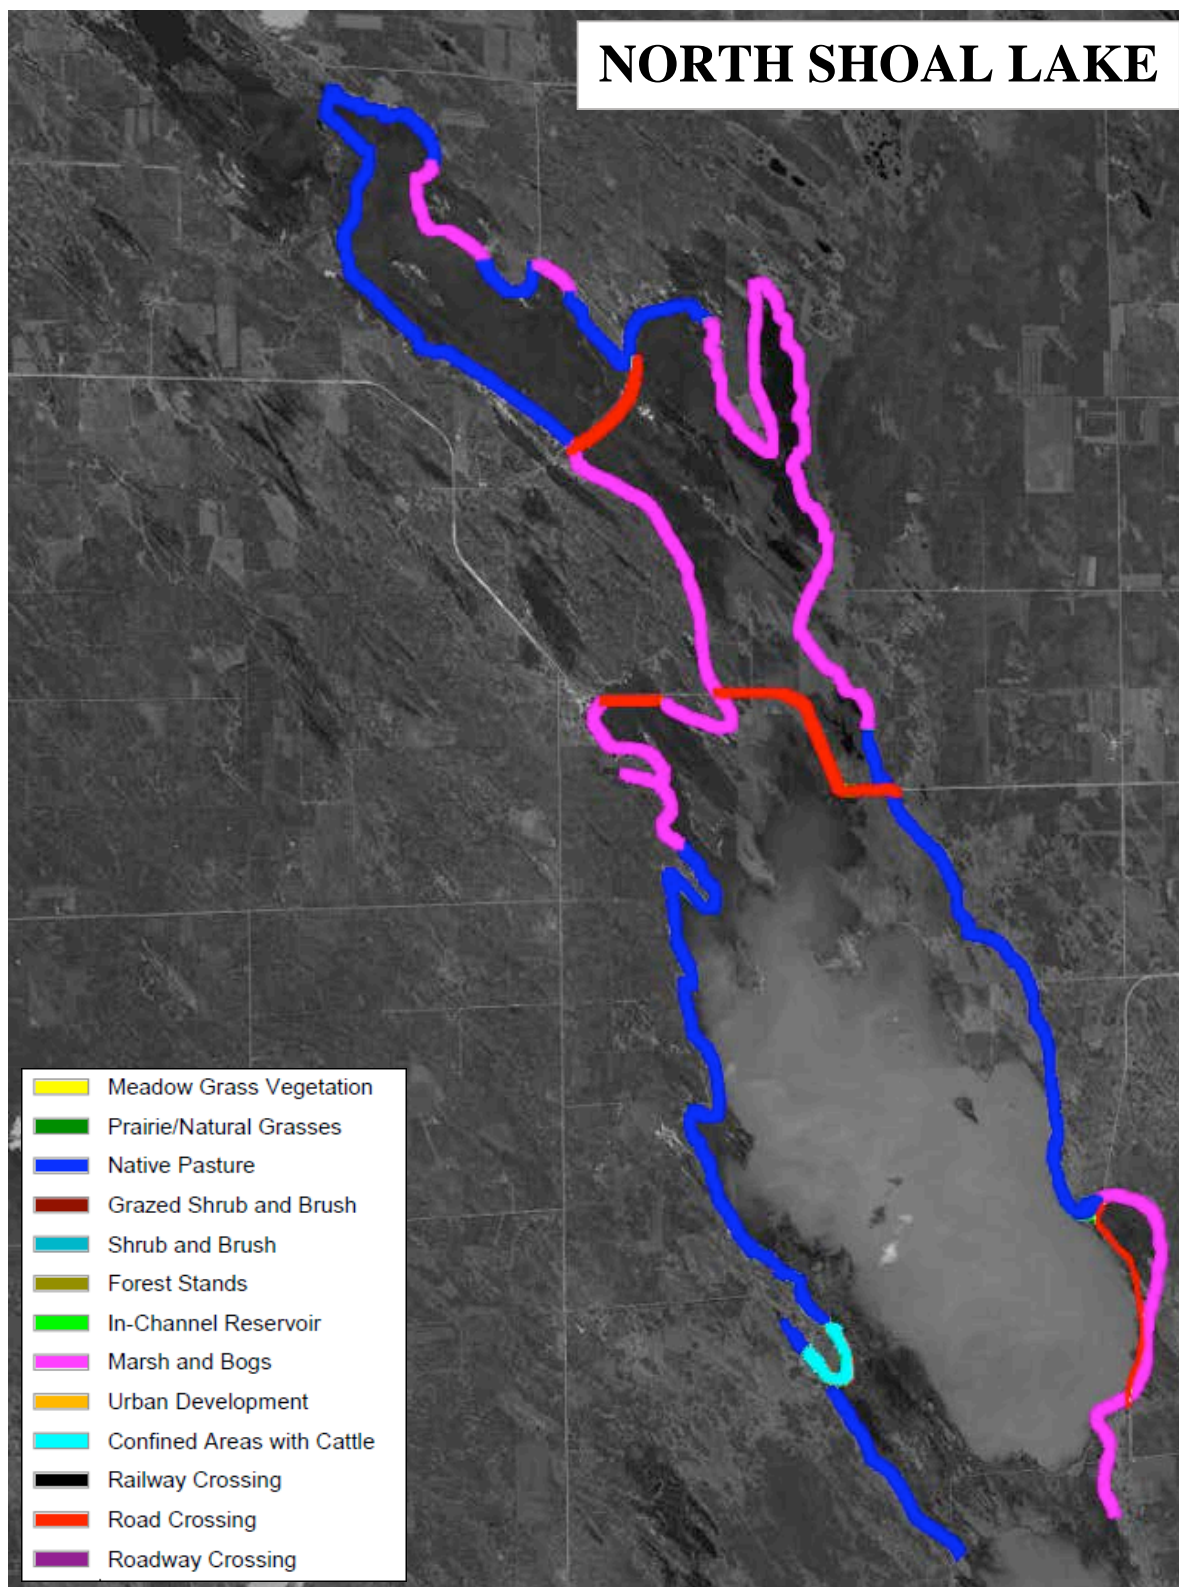 NORTH SHOAL LAKE
Meadow Grass Vegetation
Prairie/Natural Grasses
Native Pasture
Grazed Shrub and Brush
Shrub and Brush
Forest Stands
In-Channel Reservoir
Marsh and Bogs
Urban Development
Confined Areas with Cattle
Railway Crossing
Road Crossing
Roadway Crossing